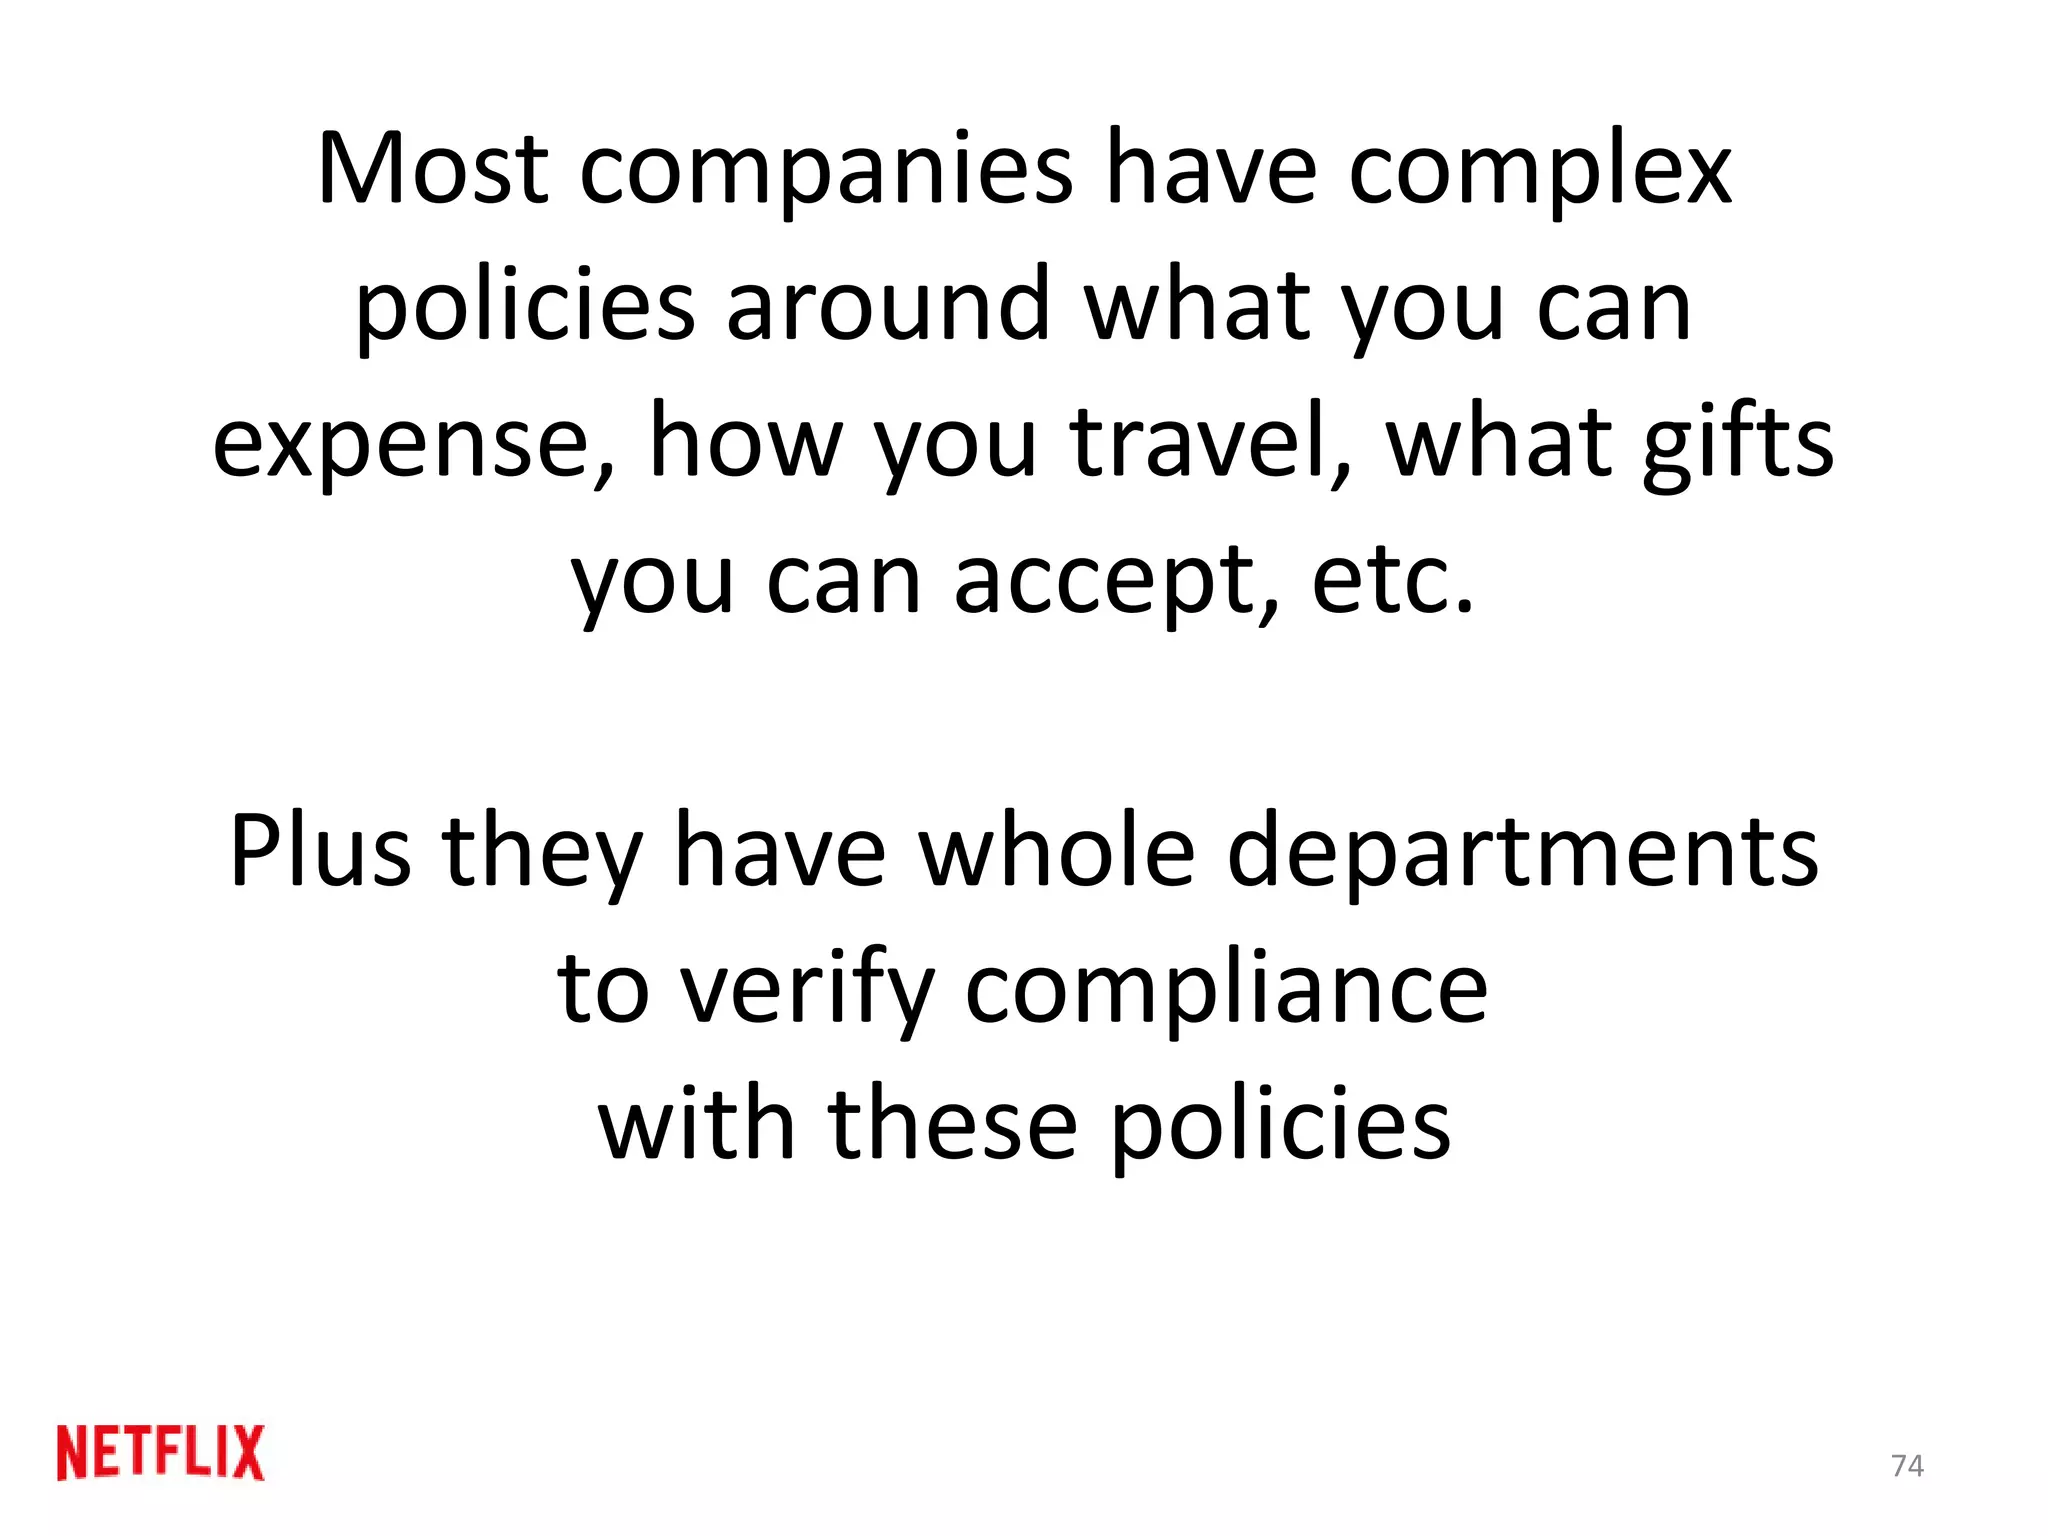 Most companies have complex
policies around what you can
expense, how you travel, what gifts
you can accept, etc.
Plus they have whole departments
to verify compliance
with these policies
NETFLIX
74